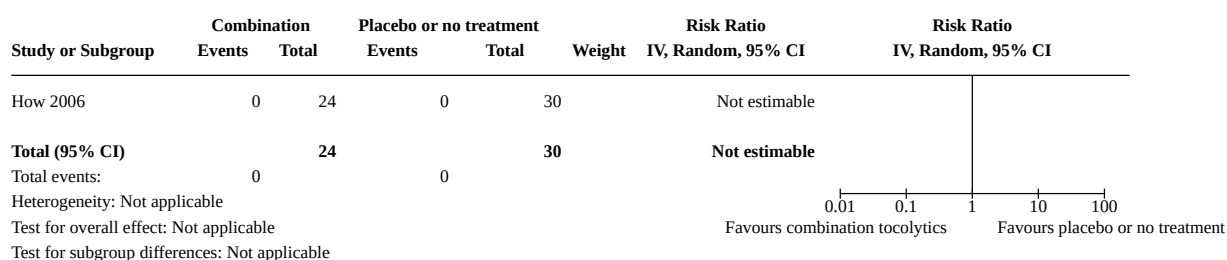 Combination Placebo or no treatment Risk Ratio Risk Ratio
Study or Subgroup Events Total Events Total Weight IV, Random, 95% CI IV, Random, 95% CI
How 2006 0 24 0 30 Not estimable
Total (95% CI) 24 30 Not estimable
Total events: 0 0
Heterogeneity: Not applicable
0.01 0.1 1 10 100
Test for overall effect: Not applicable Favours combination tocolytics Favours placebo or no treatment
Test for subgroup differences: Not applicable